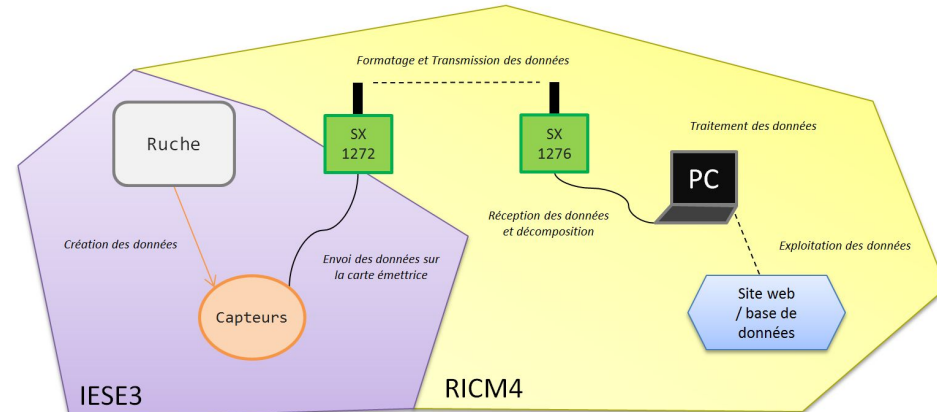 Formatage et Transmission des données
Ruche
SX
1272
SX
1276
Traitement des données
PC
Création des données
Envoi des données sur
la carte émettrice
Réception des données
et décomposition
Exploitation des données
Capteurs
Site web
/ base de
données
IESE3
RICM4